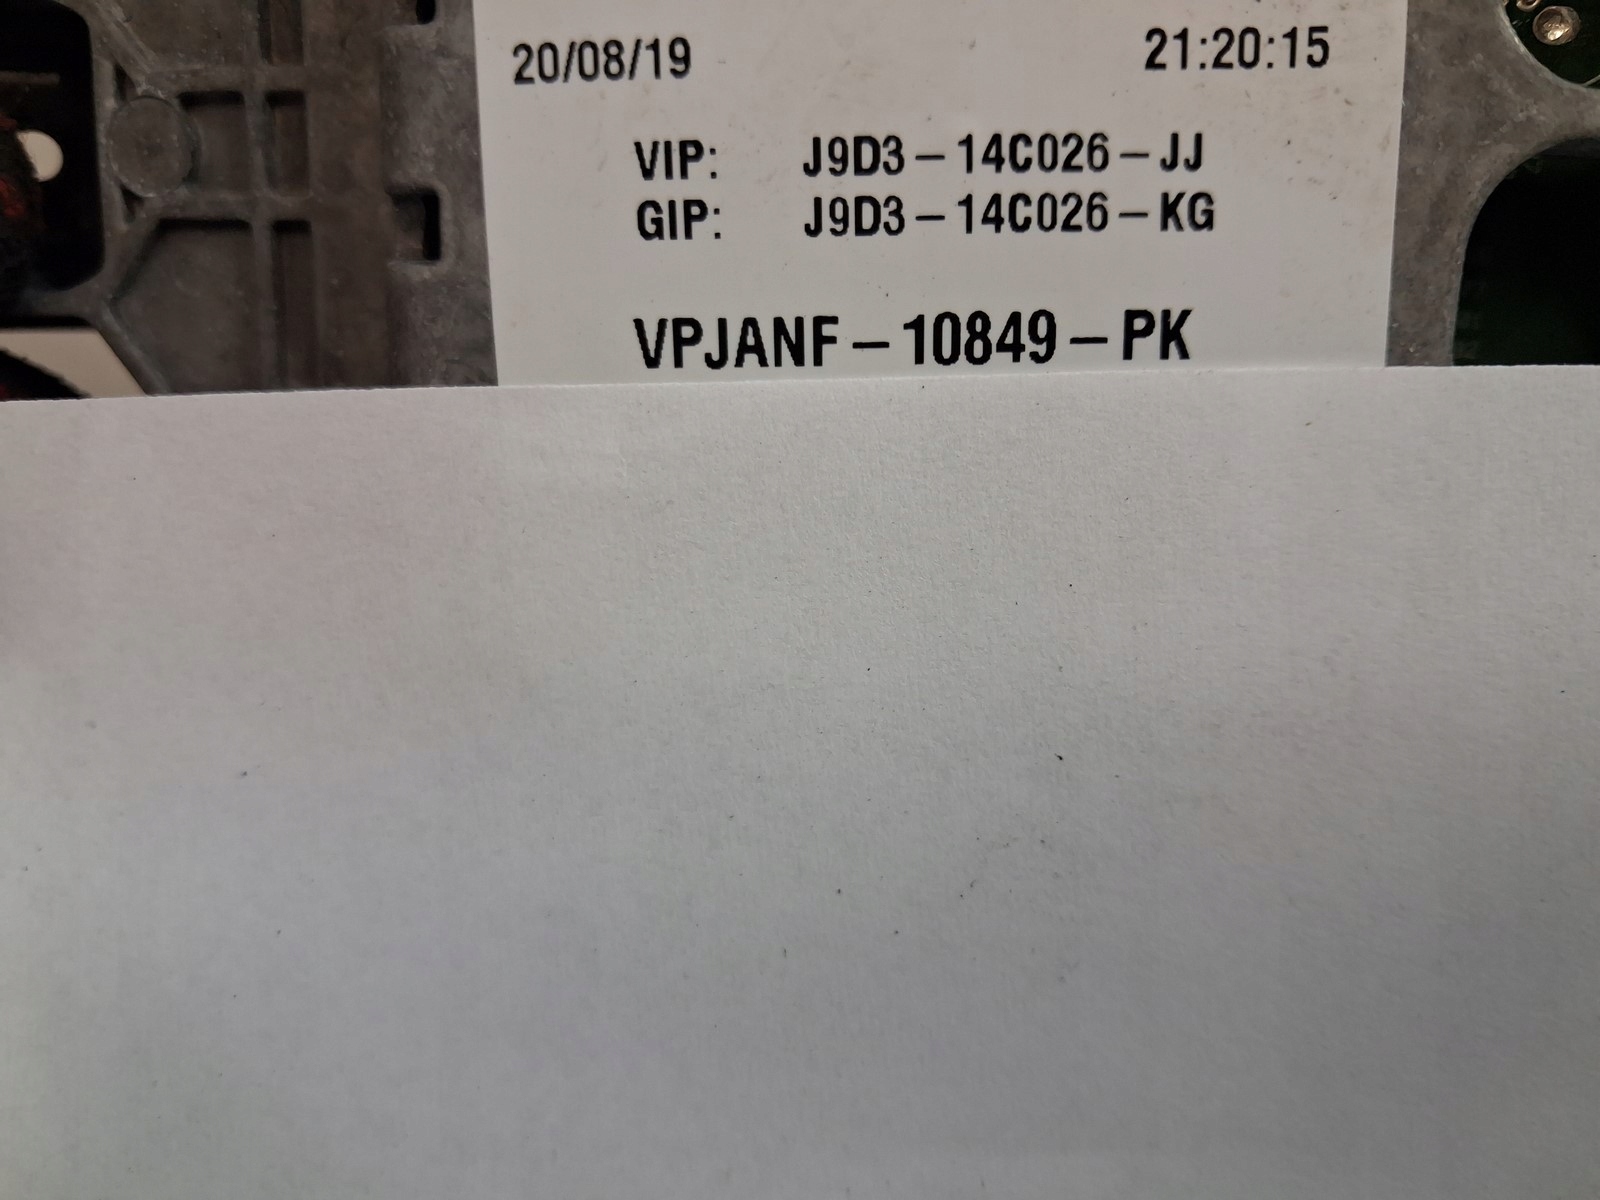 20/08/19 21:20:15
VIP: J9D3-14C026-JJ
GIP: J9D3-14C026-KG
VPJANF-10849-PK